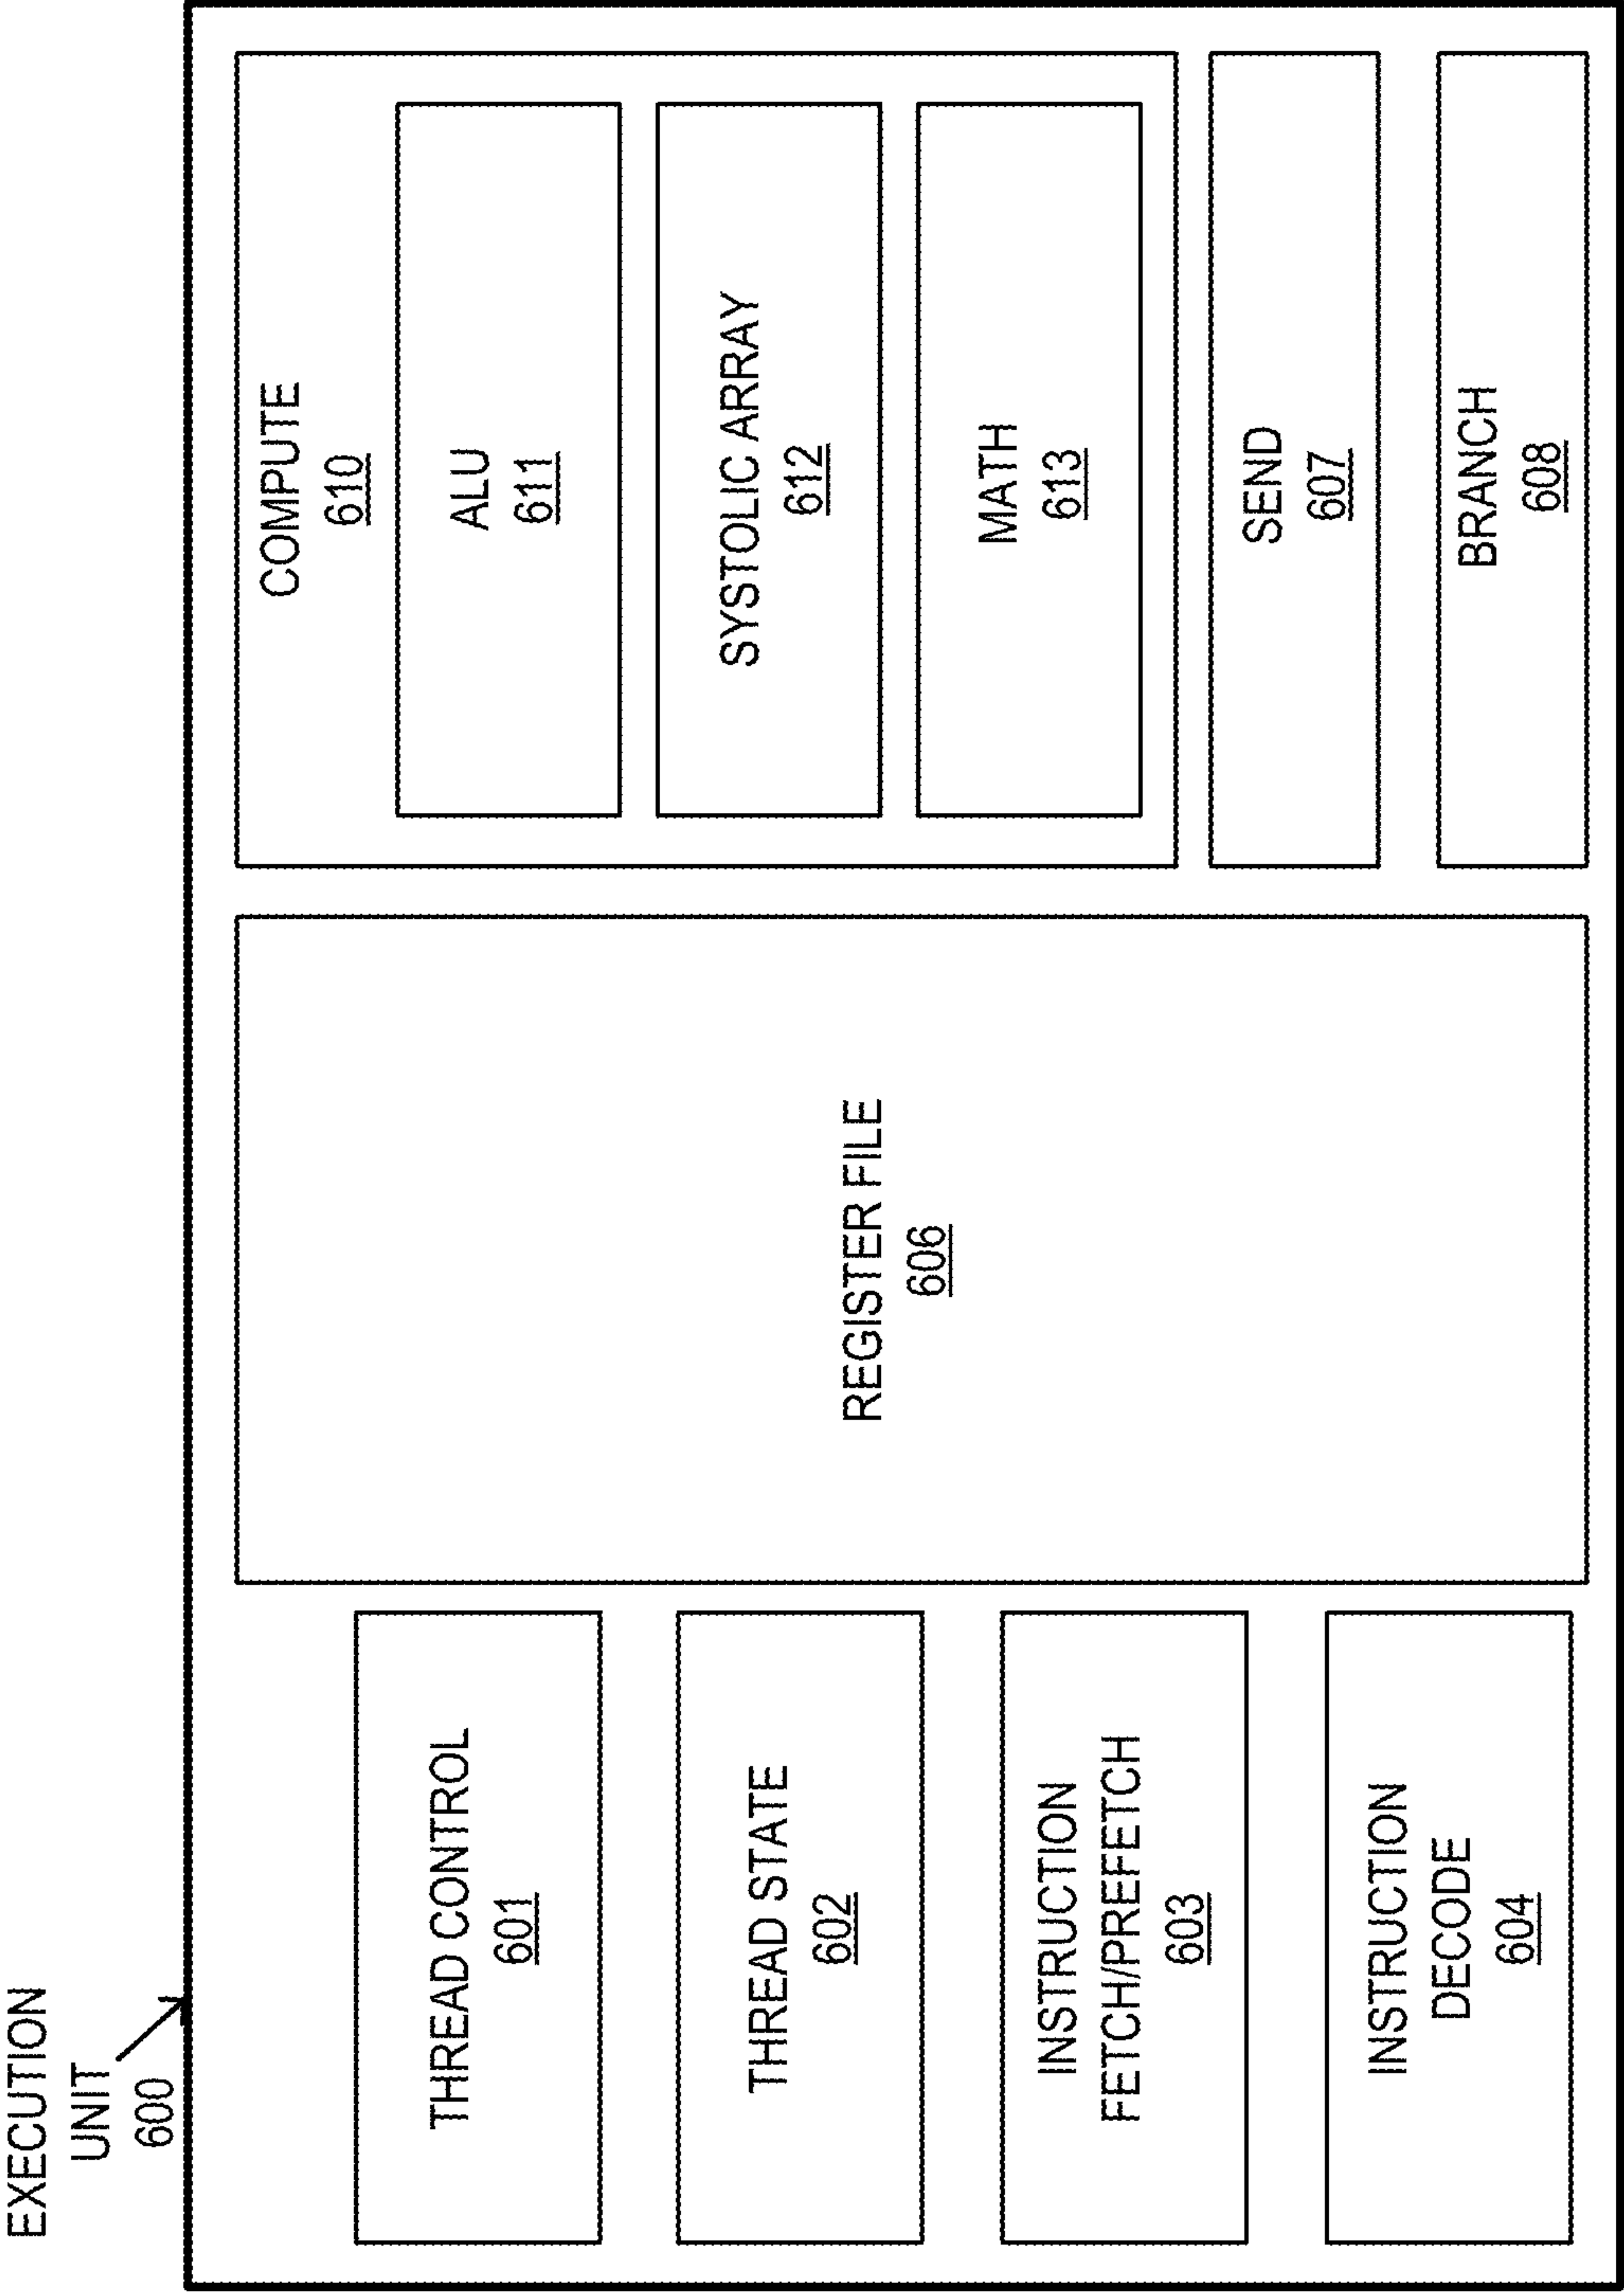 EXECUTION
UNIT
600
THREAD CONTROL
601
THREAD STATE
602
INSTRUCTION
FETCH/PREFETCH
603
INSTRUCTION
DECODE
604
REGISTER FILE
606
COMPUTE
610
ALU
611
SYSTOLIC ARRAY
612
MATH
613
SEND
607
BRANCH
608